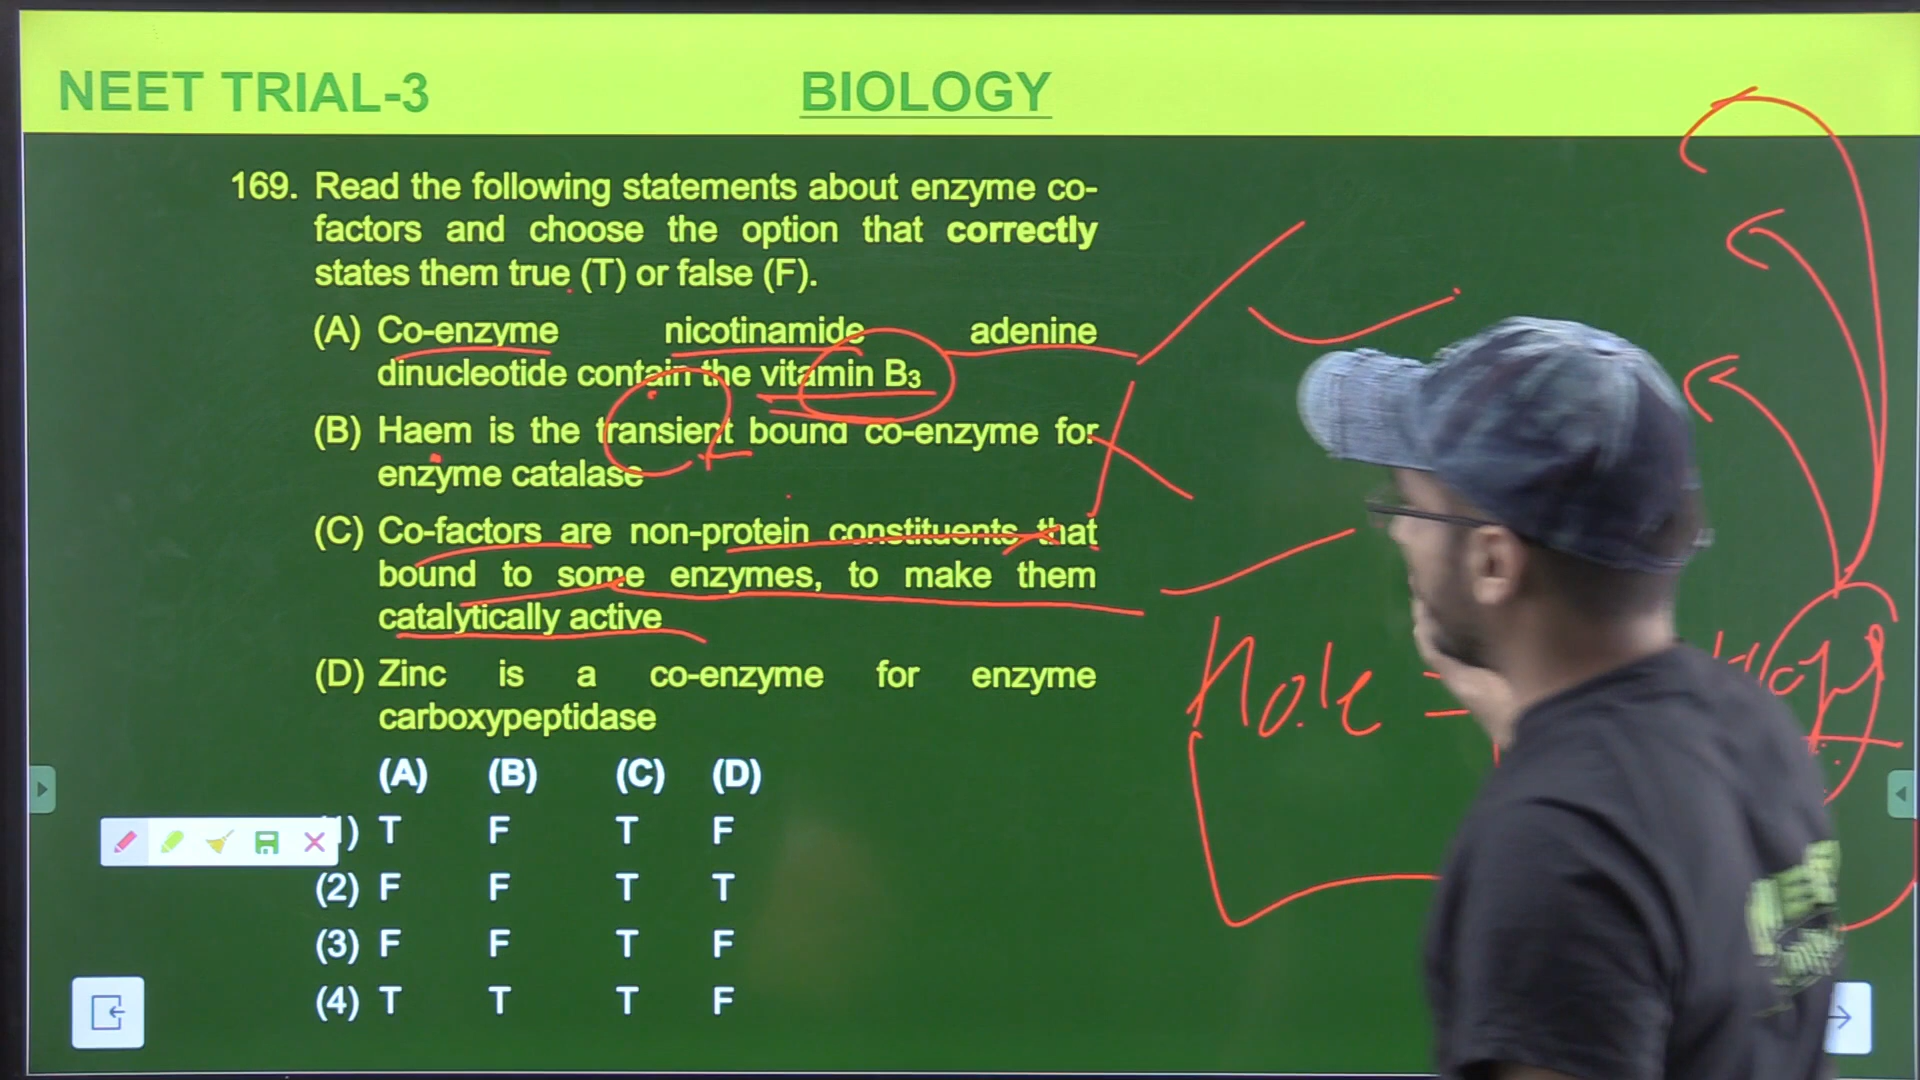 NEET TRIAL-3 BIOLOGY
169. Read the following statements about enzyme co-
factors and choose the option that correctly
states them true (T) or false (F).
(A) Co-enzyme nicotinamide adenine
dinucleotide contain the vitamin B₃
(B) Haem is the transient bound co-enzyme for
enzyme catalase
(C) Co-factors are non-protein constituents that
bound to some enzymes, to make them
catalytically active
(D) Zinc is a co-enzyme for enzyme
carboxypeptidase
(A) (B) (C) (D)
1) T F T F
(2) F F T T
(3) F F T F
(4) T T T F